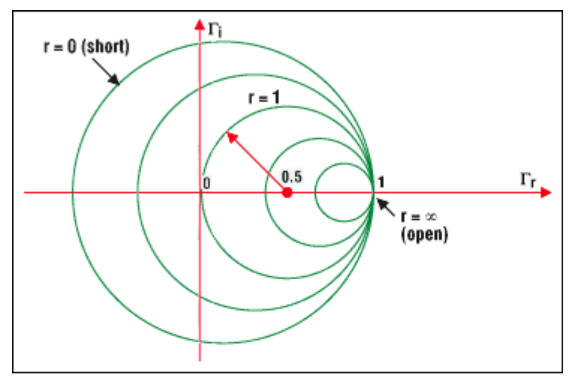 Γi
r = 0 (short)
r = 1
0
0.5
1
Γr
r = ∞
(open)